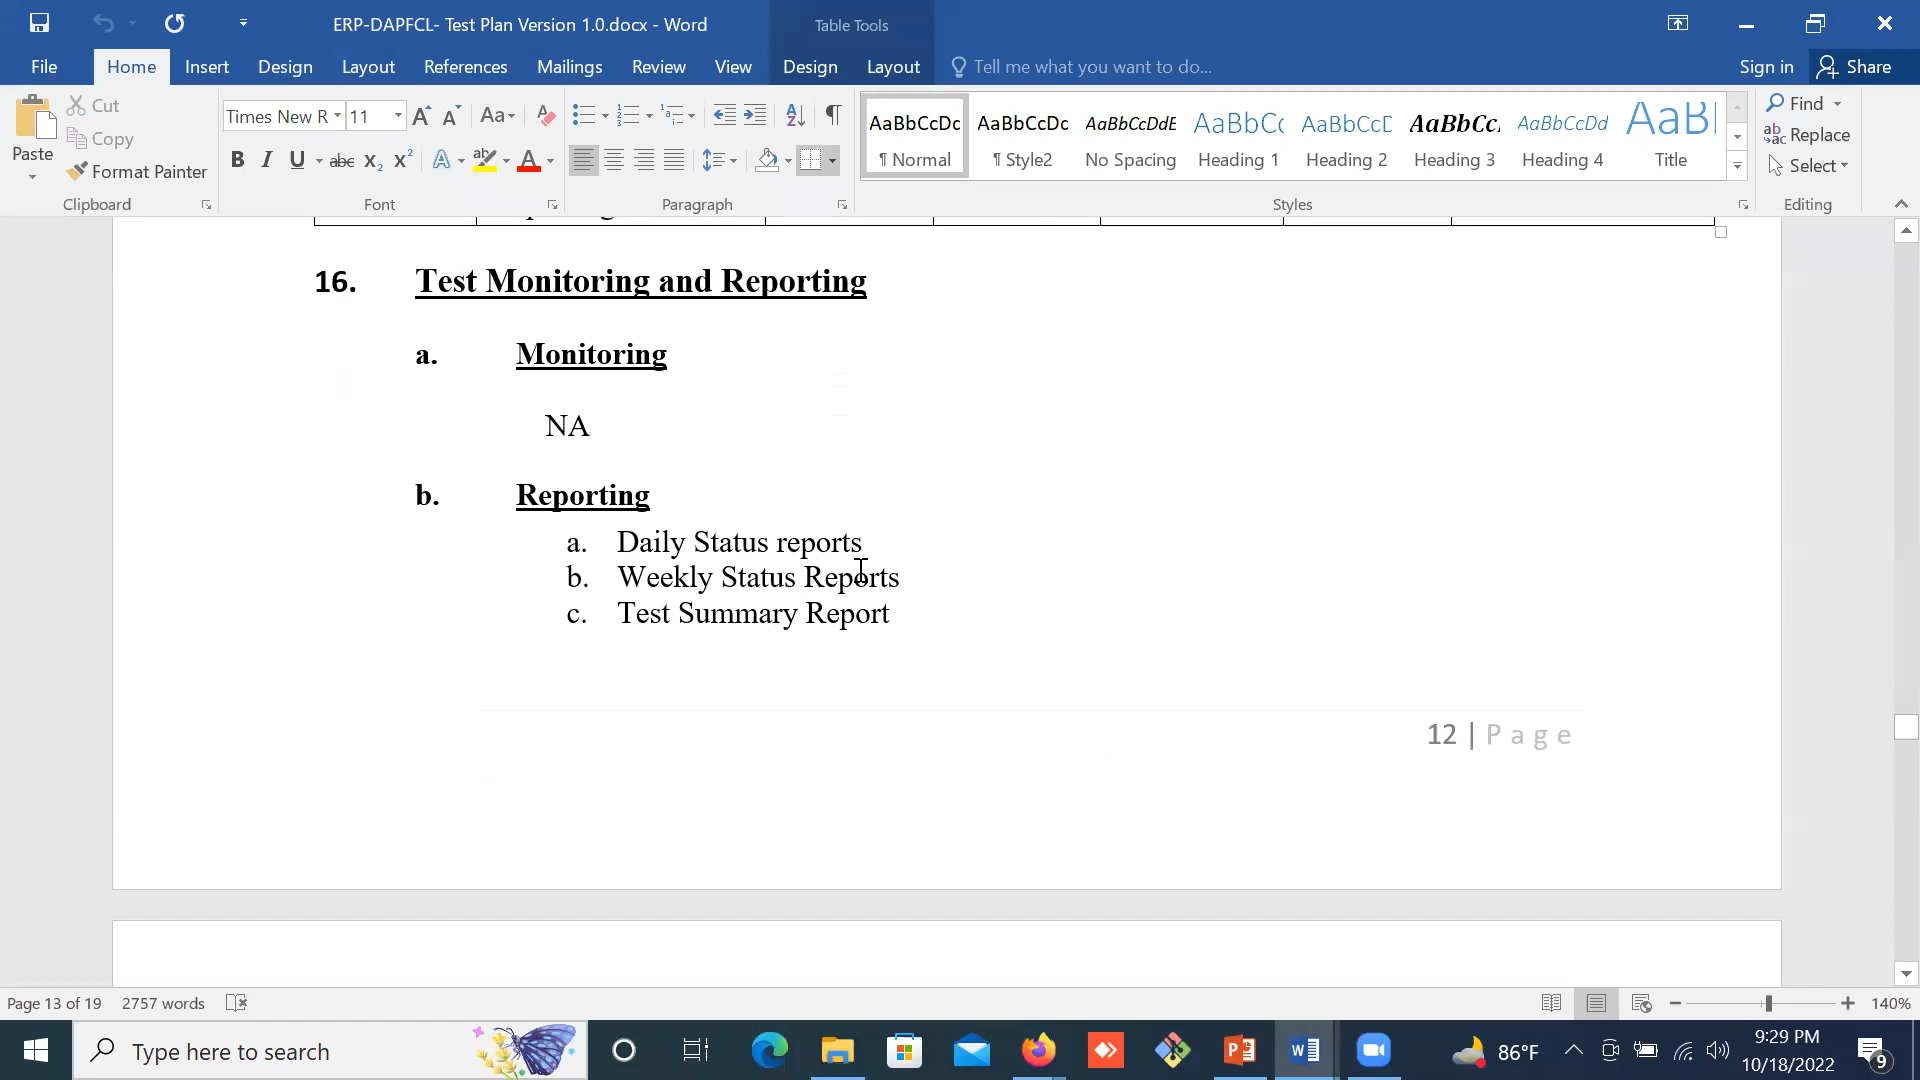 ERP-DAPFCL- Test Plan Version 1.0.docx - Word
Table Tools
File Home Insert Design Layout References Mailings Review View Design Layout Tell me what you want to do... Sign in Share
Paste
Cut
Copy
Format Painter
Times New R 11
AaBbCcDc AaBbCcDc AaBbCcDdE AaBbCc AaBbCcC AaBbCc. AaBbCcDd AaB
¶ Normal ¶ Style2 No Spacing Heading 1 Heading 2 Heading 3 Heading 4 Title
Find
Replace
Select
Clipboard Font Paragraph Styles Editing
16. Test Monitoring and Reporting
a. Monitoring
NA
b. Reporting
a. Daily Status reports
b. Weekly Status Reports
c. Test Summary Report
12 | Page
Page 13 of 19 2757 words 140%
Type here to search
86°F
9:29 PM
10/18/2022
9